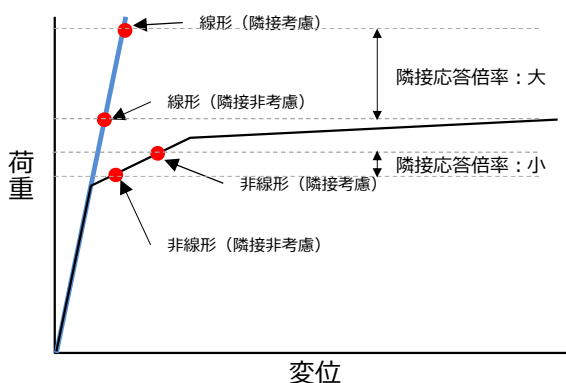 線形（隣接考慮）
隣接応答倍率：大
線形（隣接非考慮）
荷重
隣接応答倍率：小
非線形（隣接考慮）
非線形（隣接非考慮）
変位